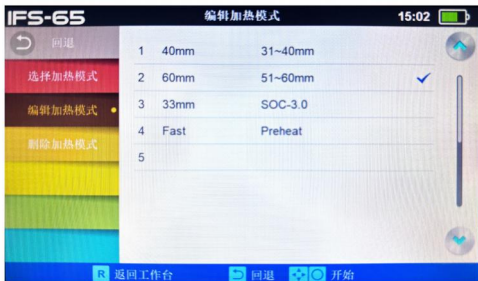 IFS-65 编辑加热模式 15:02
回退
选择加热模式
编辑加热模式
删除加热模式
1 40mm 31~40mm
2 60mm 51~60mm
3 33mm SOC-3.0
4 Fast Preheat
5
R 返回工作台 回退 开始